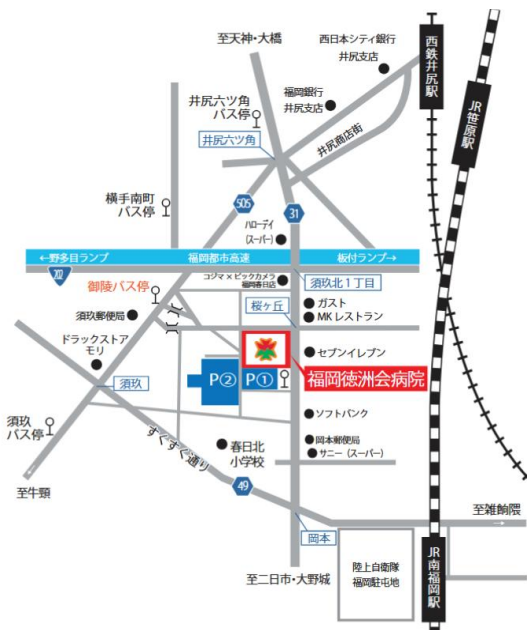 至天神・大橋
西日本シティ銀行
井尻支店
西鉄井尻駅
JR笹原駅
福岡銀行
井尻支店
井尻六ツ角
バス停
井尻商店街
井尻六ツ角
横手南町
バス停
505
31
ハローデイ
(スーパー)
←野多目ランプ
福岡都市高速
板付ランプ→
202
須玖北1丁目
コジマ×ビックカメラ
福岡春日店
御陵バス停
桜ヶ丘
ガスト
MKレストラン
須玖郵便局
ドラックストア
モリ
セブンイレブン
P②
P①
福岡徳洲会病院
須玖
ソフトバンク
須玖
バス停
すぐすぐ通り
春日北
小学校
岡本郵便局
サニー(スーパー)
至牛頸
49
至雑餉隈
岡本
陸上自衛隊
福岡駐屯地
JR南福岡駅
至二日市・大野城